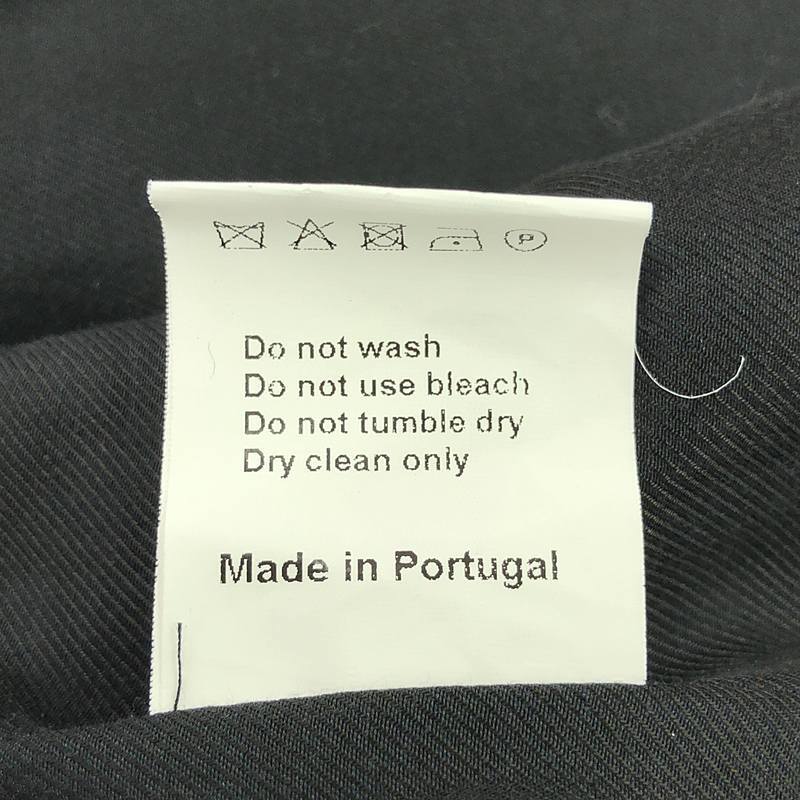 P
Do not wash
Do not use bleach
Do not tumble dry
Dry clean only
Made in Portugal